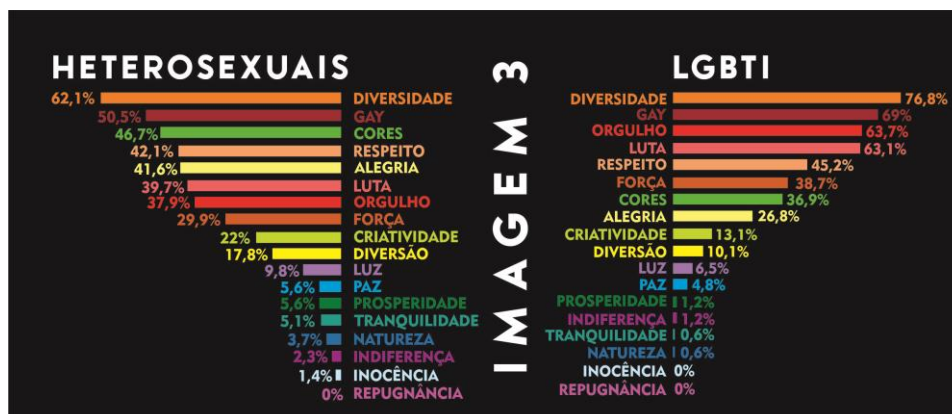 HETEROSEXUAIS
62,1% DIVERSIDADE
50,5% GAY
46,7% CORES
42,1% RESPEITO
41,6% ALEGRIA
39,7% LUTA
37,9% ORGULHO
29,9% FORÇA
22% CRIATIVIDADE
17,8% DIVERSÃO
9,8% LUZ
5,6% PAZ
5,6% PROSPERIDADE
5,1% TRANQUILIDADE
3,7% NATUREZA
2,3% INDIFERENÇA
1,4% INOCÊNCIA
0% REPUGNÂNCIA
IMAGEM 3
LGBTI
DIVERSIDADE 76,8%
GAY 69%
ORGULHO 63,7%
LUTA 63,1%
RESPEITO 45,2%
FORÇA 38,7%
CORES 36,9%
ALEGRIA 26,8%
CRIATIVIDADE 13,1%
DIVERSÃO 10,1%
LUZ 6,5%
PAZ 4,8%
PROSPERIDADE 1,2%
INDIFERENÇA 1,2%
TRANQUILIDADE 0,6%
NATUREZA 0,6%
INOCÊNCIA 0%
REPUGNÂNCIA 0%